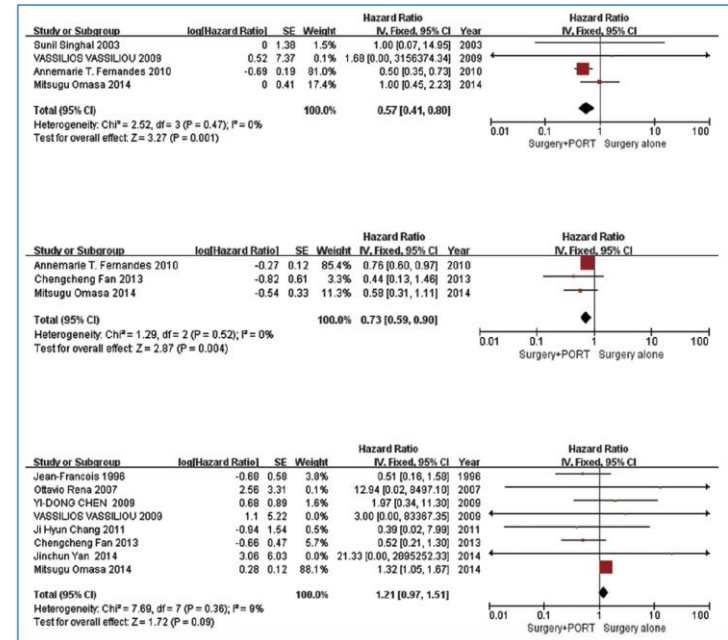 Hazard Ratio Hazard Ratio
Study or Subgroup log[Hazard Ratio] SE Weight IV, Fixed, 95% CI Year IV, Fixed, 95% CI
Sunil Singhal 2003 0 1.38 1.5% 1.00 [0.07, 14.95] 2003
VASSILIOS VASSILIOU 2009 0.52 7.37 0.1% 1.68 [0.00, 3156374.34] 2009
Annemarie T. Fernandes 2010 -0.69 0.19 81.0% 0.50 [0.35, 0.73] 2010
Mitsugu Omasa 2014 0 0.41 17.4% 1.00 [0.45, 2.23] 2014
Total (95% CI) 100.0% 0.57 [0.41, 0.80]
Heterogeneity: Chi² = 2.52, df = 3 (P = 0.47); I² = 0%
Test for overall effect: Z = 3.27 (P = 0.001)
0.01 0.1 1 10 100
Surgery+PORT Surgery alone
Hazard Ratio Hazard Ratio
Study or Subgroup log[Hazard Ratio] SE Weight IV, Fixed, 95% CI Year IV, Fixed, 95% CI
Annemarie T. Fernandes 2010 -0.27 0.12 85.4% 0.76 [0.60, 0.97] 2010
Chengcheng Fan 2013 -0.82 0.61 3.3% 0.44 [0.13, 1.46] 2013
Mitsugu Omasa 2014 -0.54 0.33 11.3% 0.58 [0.31, 1.11] 2014
Total (95% CI) 100.0% 0.73 [0.59, 0.90]
Heterogeneity: Chi² = 1.29, df = 2 (P = 0.52); I² = 0%
Test for overall effect: Z = 2.87 (P = 0.004)
0.01 0.1 1 10 100
Surgery+PORT Surgery alone
Hazard Ratio Hazard Ratio
Study or Subgroup log[Hazard Ratio] SE Weight IV, Fixed, 95% CI Year IV, Fixed, 95% CI
Jean-Francois 1996 -0.68 0.58 3.8% 0.51 [0.16, 1.58] 1996
Ottavio Rena 2007 2.56 3.31 0.1% 12.94 [0.02, 8497.10] 2007
YI-DONG CHEN 2009 0.68 0.89 1.6% 1.97 [0.34, 11.30] 2009
VASSILIOS VASSILIOU 2009 1.1 5.22 0.0% 3.00 [0.00, 83367.35] 2009
Ji Hyun Chang 2011 -0.94 1.54 0.5% 0.39 [0.02, 7.99] 2011
Chengcheng Fan 2013 -0.66 0.47 5.7% 0.52 [0.21, 1.30] 2013
Jinchun Yan 2014 3.06 6.03 0.0% 21.33 [0.00, 2895252.33] 2014
Mitsugu Omasa 2014 0.28 0.12 88.1% 1.32 [1.05, 1.67] 2014
Total (95% CI) 100.0% 1.21 [0.97, 1.51]
Heterogeneity: Chi² = 7.69, df = 7 (P = 0.36); I² = 9%
Test for overall effect: Z = 1.72 (P = 0.09)
0.01 0.1 1 10 100
Surgery+PORT Surgery alone